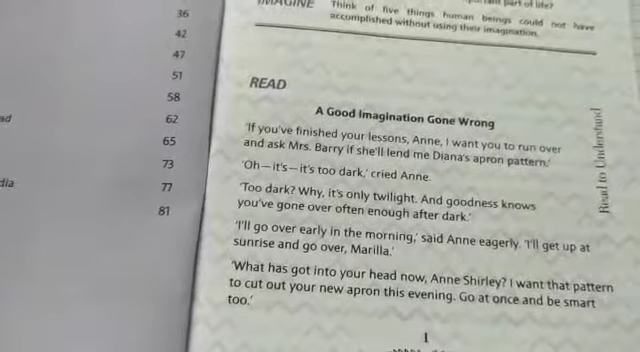 36
42
47
51
58
62
65
73
77
81
IMAGINE
Think of five things human beings could not have
accomplished without using their imagination.
READ
A Good Imagination Gone Wrong
'If you've finished your lessons, Anne, I want you to run over
and ask Mrs. Barry if she'll lend me Diana's apron pattern.'
'Oh—it's—it's too dark,' cried Anne.
'Too dark? Why, it's only twilight. And goodness knows
you've gone over often enough after dark.'
'I'll go over early in the morning,' said Anne eagerly. 'I'll get up at
sunrise and go over, Marilla.'
'What has got into your head now, Anne Shirley? I want that pattern
to cut out your new apron this evening. Go at once and be smart
too.'
Read to Understand
1